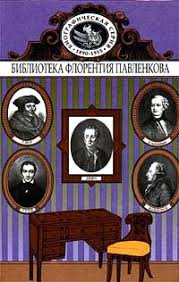 БИОГРАФИЧЕСКАЯ СЕРИЯ
1890-1915
БИБЛИОТЕКА ФЛОРЕНТИЯ ПАВЛЕНКОВА